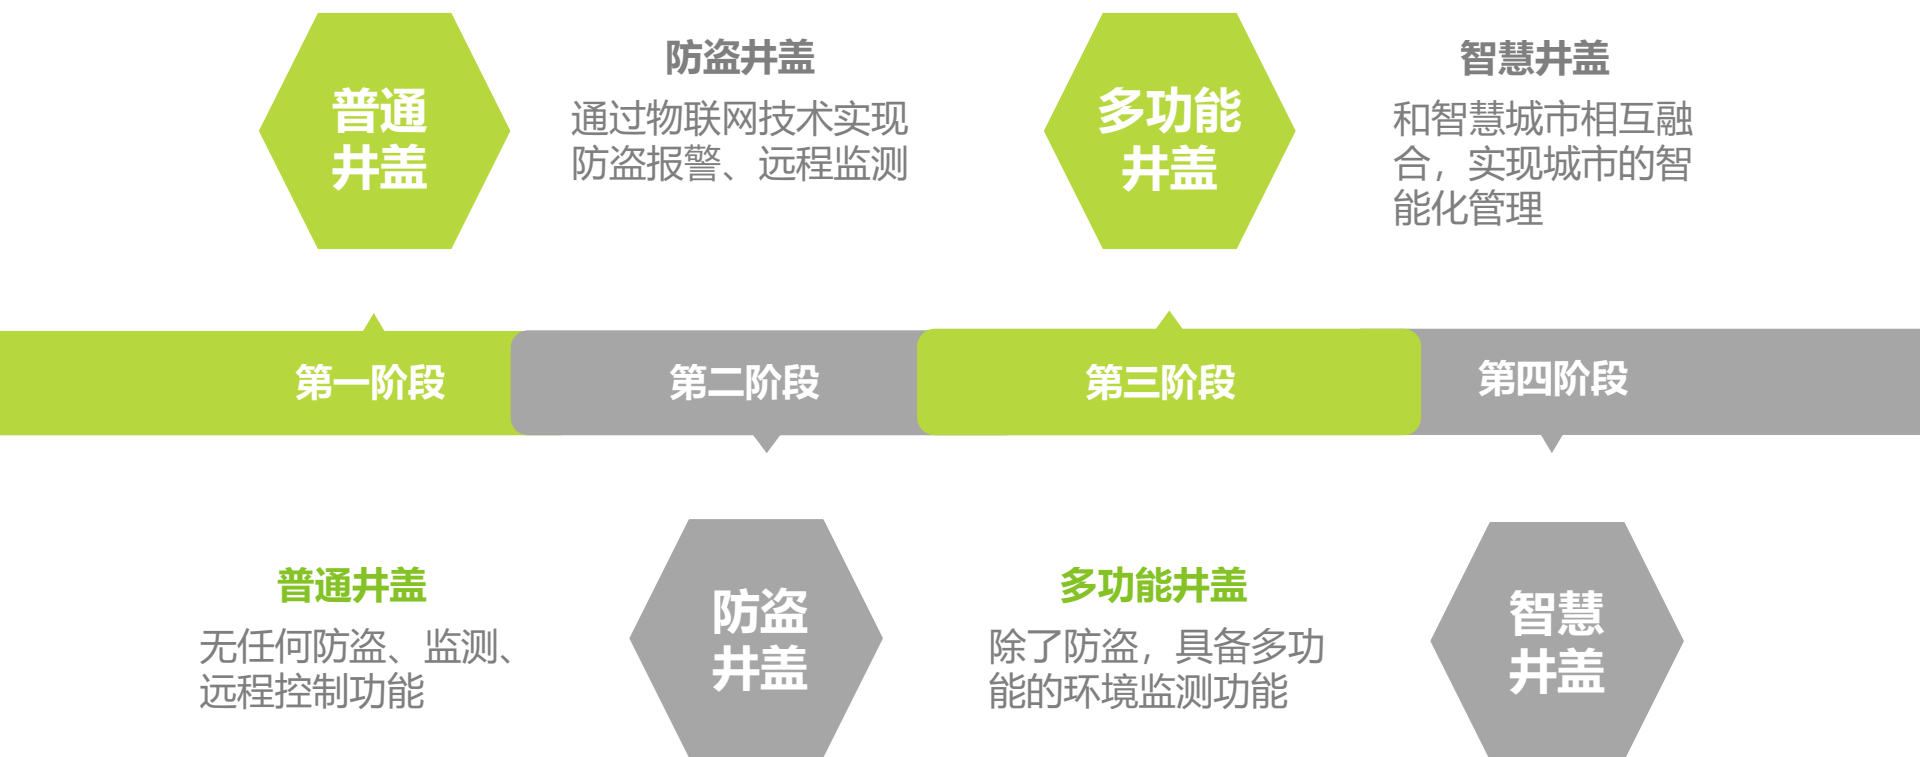 普通
井盖
防盗井盖
通过物联网技术实现
防盗报警、远程监测
多功能
井盖
智慧井盖
和智慧城市相互融
合，实现城市的智
能化管理
第一阶段
第二阶段
第三阶段
第四阶段
普通井盖
无任何防盗、监测、
远程控制功能
防盗
井盖
多功能井盖
除了防盗，具备多功
能的环境监测功能
智慧
井盖